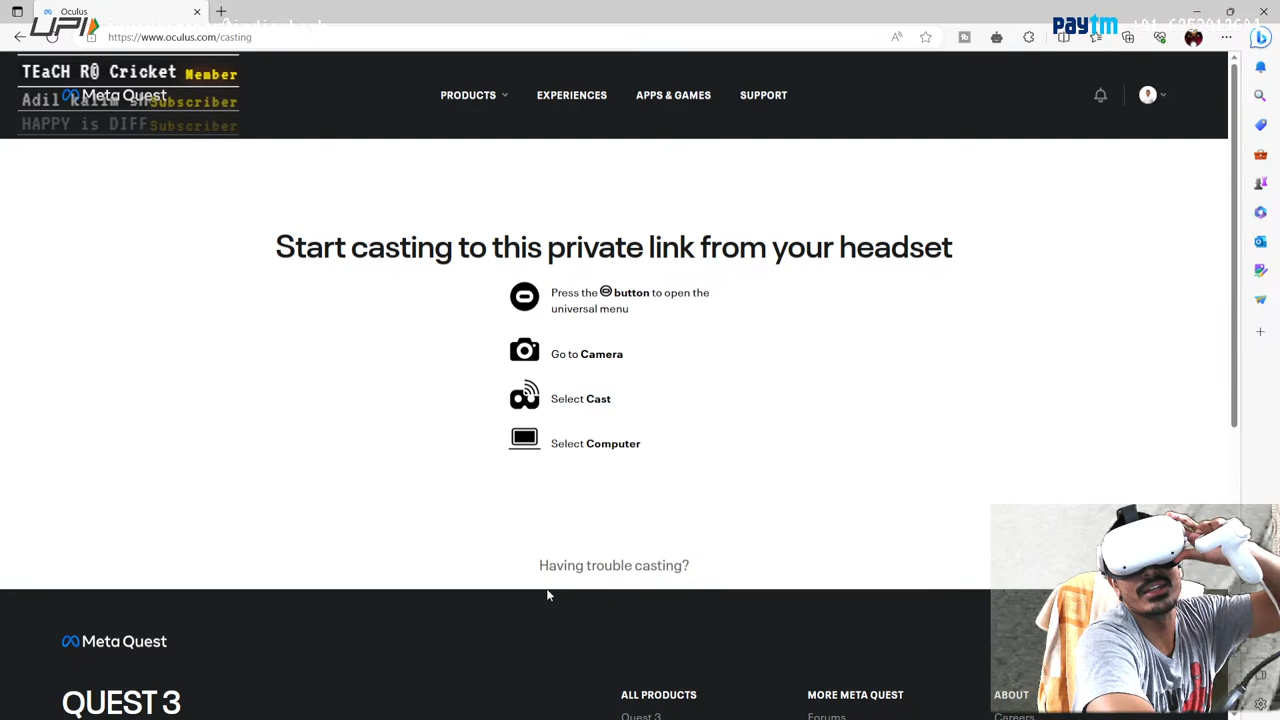 Oculus
UPI
https://www.oculus.com/casting
paytm
TEaCH R@ Cricket Member
Adil kalim sh Subscriber
HAPPY is DIFF Subscriber
Meta Quest
PRODUCTS
EXPERIENCES
APPS & GAMES
SUPPORT
Start casting to this private link from your headset
Press the button to open the
universal menu
Go to Camera
Select Cast
Select Computer
Having trouble casting?
Meta Quest
QUEST 3
ALL PRODUCTS
MORE META QUEST
ABOUT
Quest 3
Forums
Careers